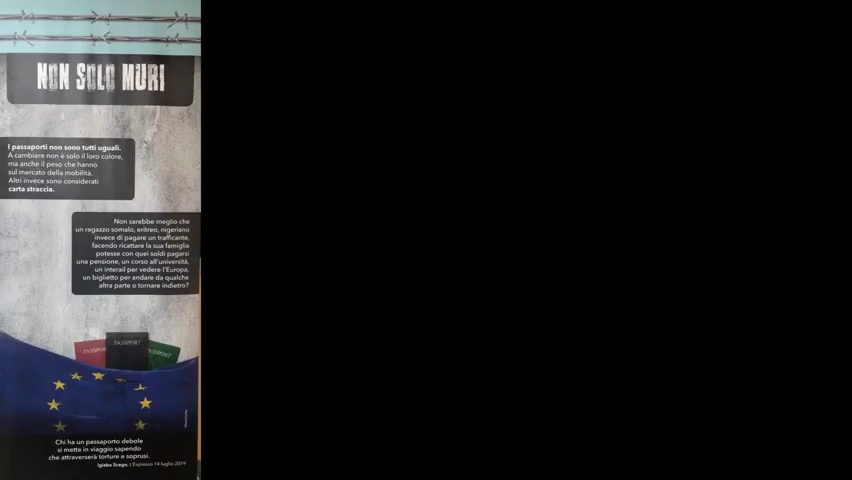 NON SOLO MURI
I passaporti non sono tutti uguali.
A cambiare non è solo il loro colore,
ma anche il peso che hanno
sul mercato della mobilità.
Altri invece sono considerati
carta straccia.
Non sarebbe meglio che
un ragazzo somalo, eritreo, nigeriano
invece di pagare un trafficante,
facendo ricattare la sua famiglia
potesse con quei soldi pagarsi
una pensione, un corso all'università,
un interail per vedere l'Europa,
un biglietto per andare da qualche
altra parte o tornare indietro?
PASSPORT
PASSPORT
Chi ha un passaporto debole
si mette in viaggio sapendo
che attraverserà torture e soprusi.
Igiaba Scego, L'Espresso 14 luglio 2019